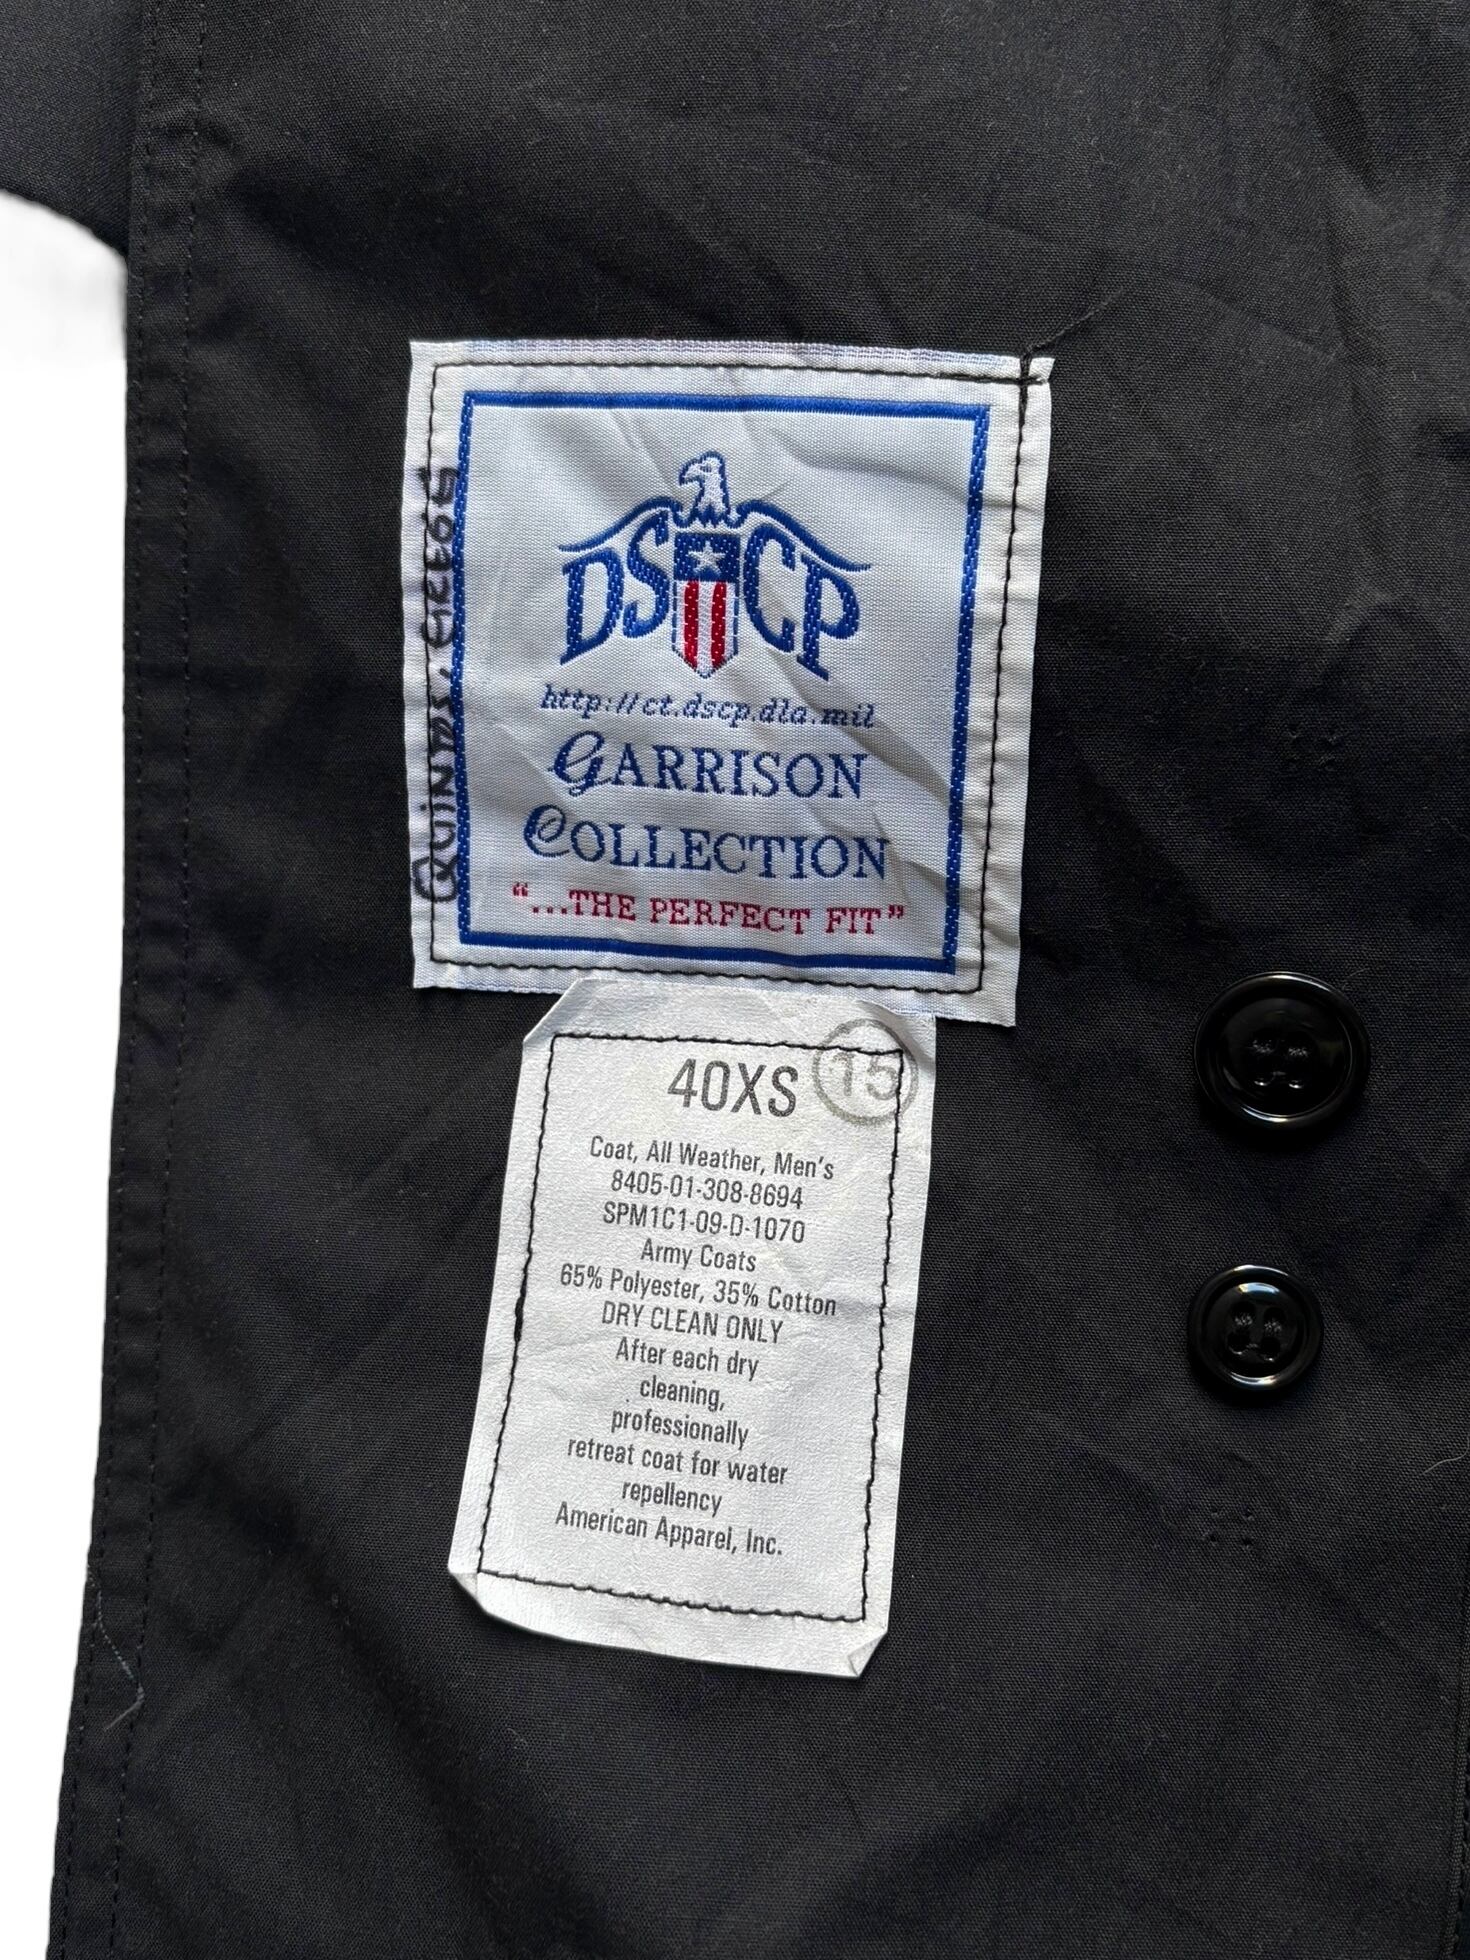 DSCP
http://ct.dscp.dla.mil
GARRISON
COLLECTION
"...THE PERFECT FIT"
QUINDS, GREGG
40XS
15
Coat, All Weather, Men's
8405-01-308-8694
SPM1C1-09-D-1070
Army Coats
65% Polyester, 35% Cotton
DRY CLEAN ONLY
After each dry
cleaning,
professionally
retreat coat for water
repellency
American Apparel, Inc.